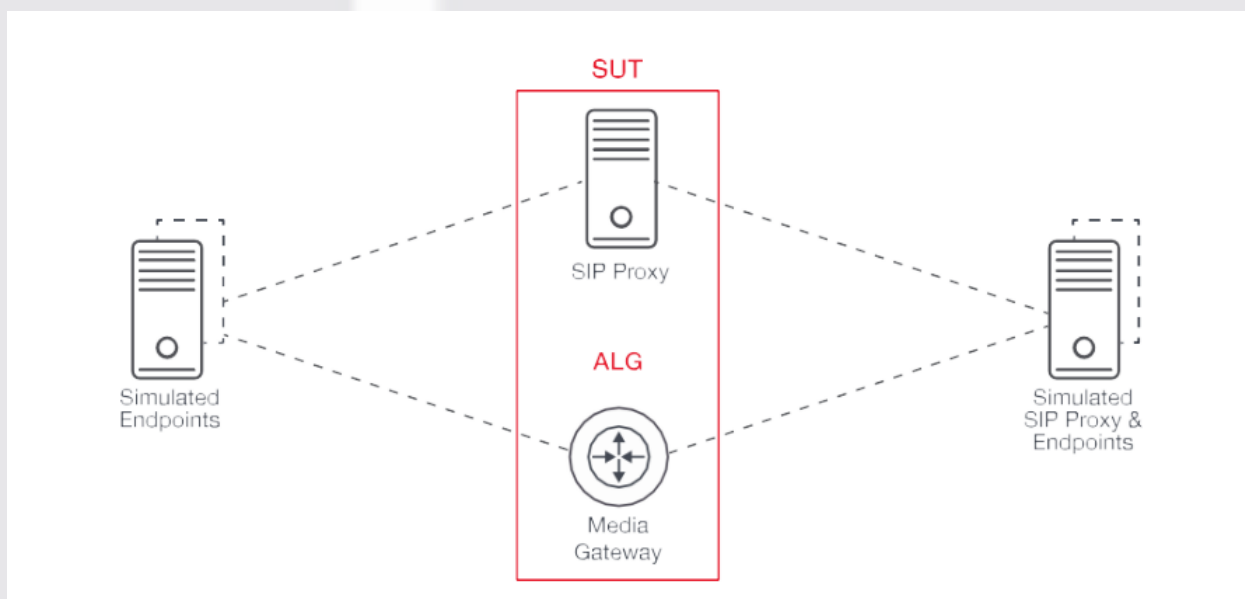 SUT
SIP Proxy
ALG
Simulated
Endpoints
Simulated
SIP Proxy &
Endpoints
Media
Gateway